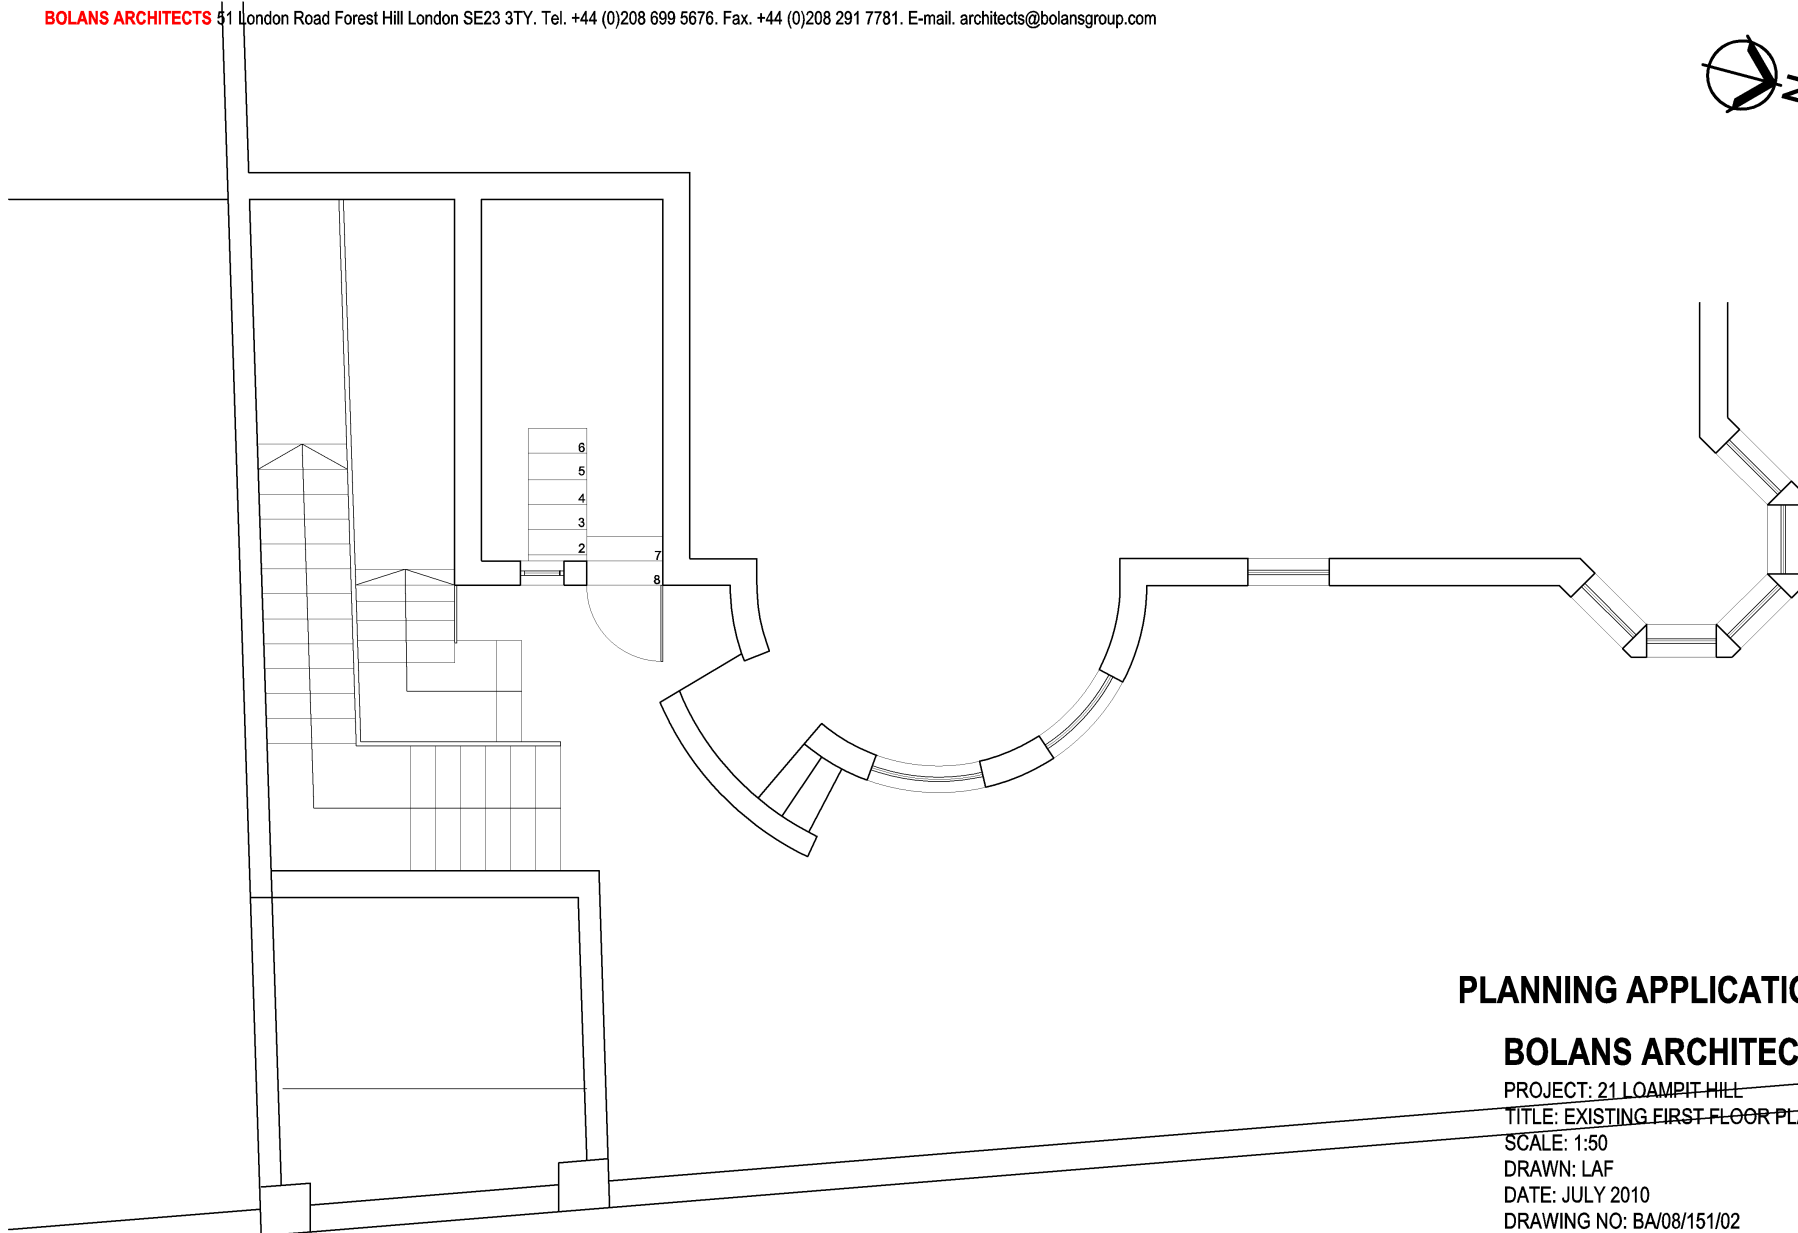 BOLANS ARCHITECTS 51 London Road Forest Hill London SE23 3TY. Tel. +44 (0)208 699 5676. Fax. +44 (0)208 291 7781. E-mail. architects@bolansgroup.com
N
6
5
4
3
2
7
8
PLANNING APPLICATIO
BOLANS ARCHITEC
PROJECT: 21 LOAMPIT HILL
TITLE: EXISTING FIRST FLOOR PLA
SCALE: 1:50
DRAWN: LAF
DATE: JULY 2010
DRAWING NO: BA/08/151/02